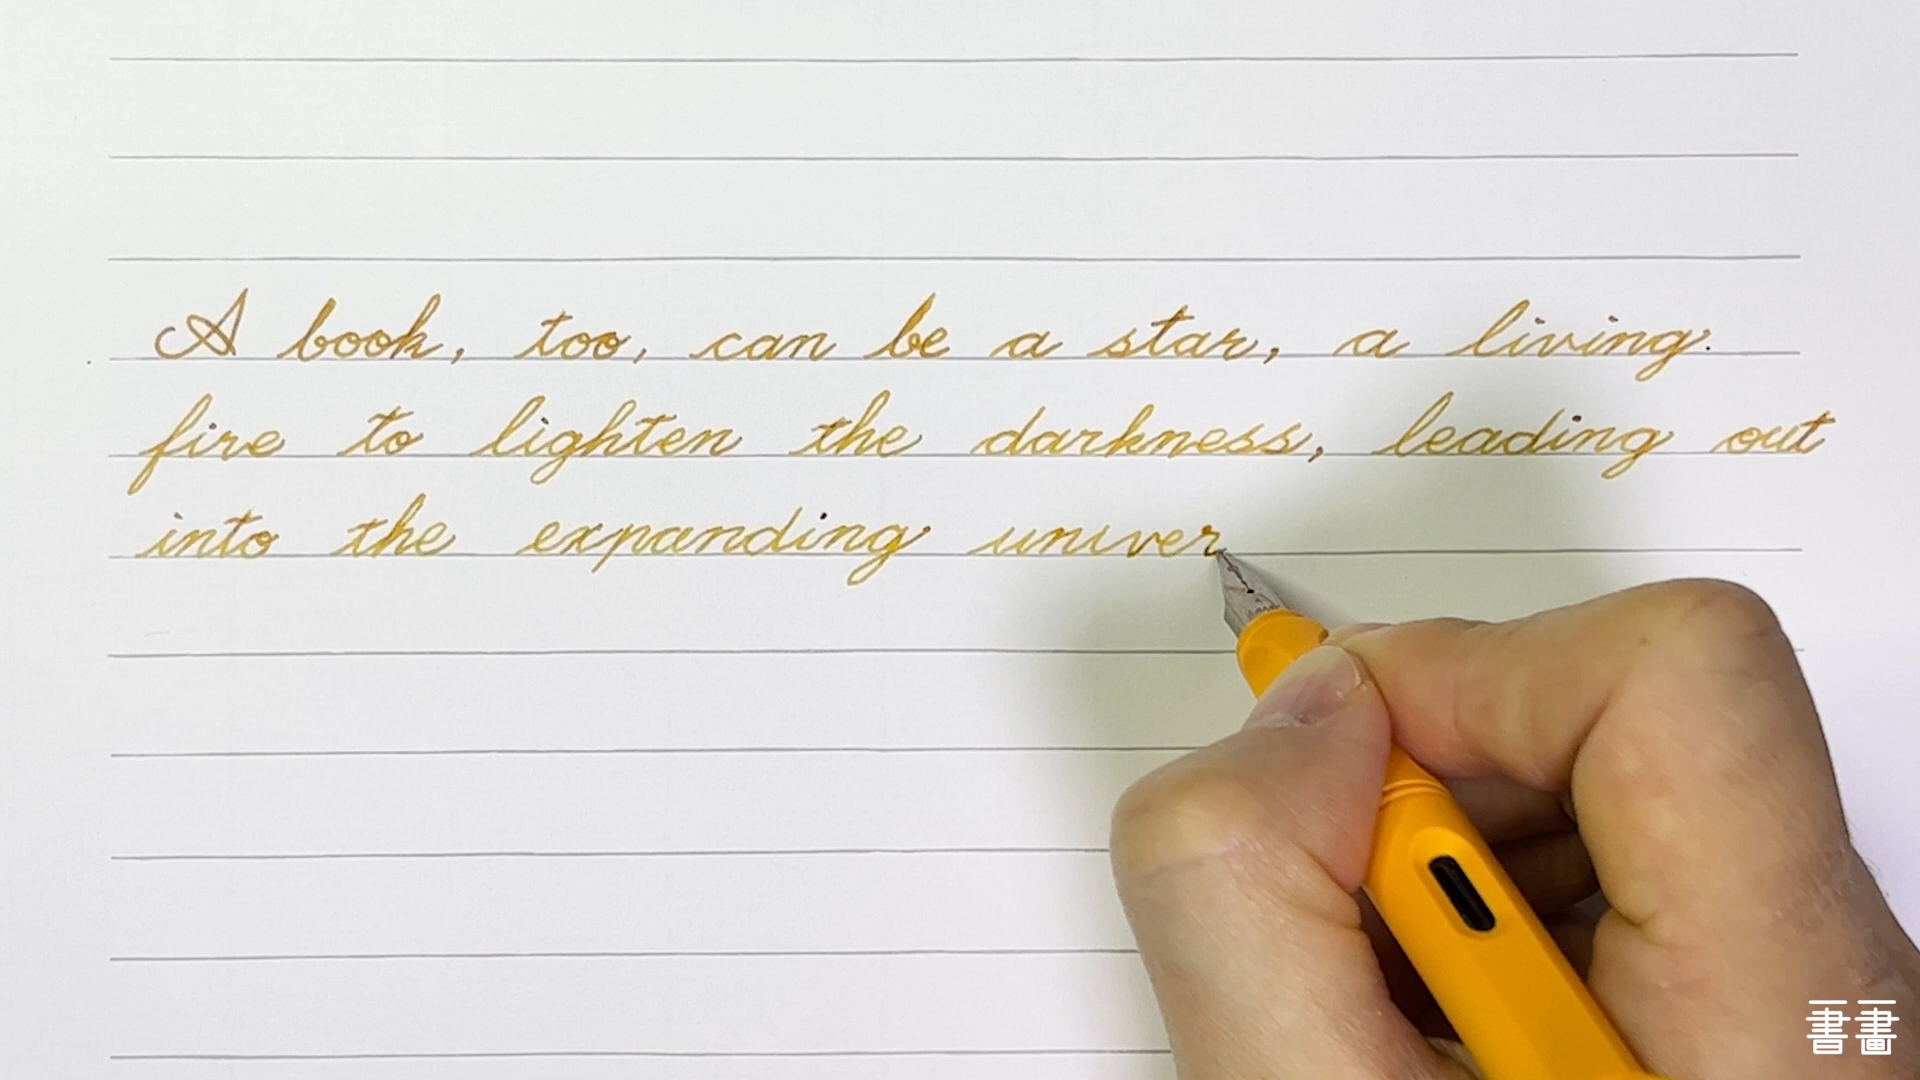 A book, too, can be a star, a living
fire to lighten the darkness, leading out
into the expanding univer
書畫